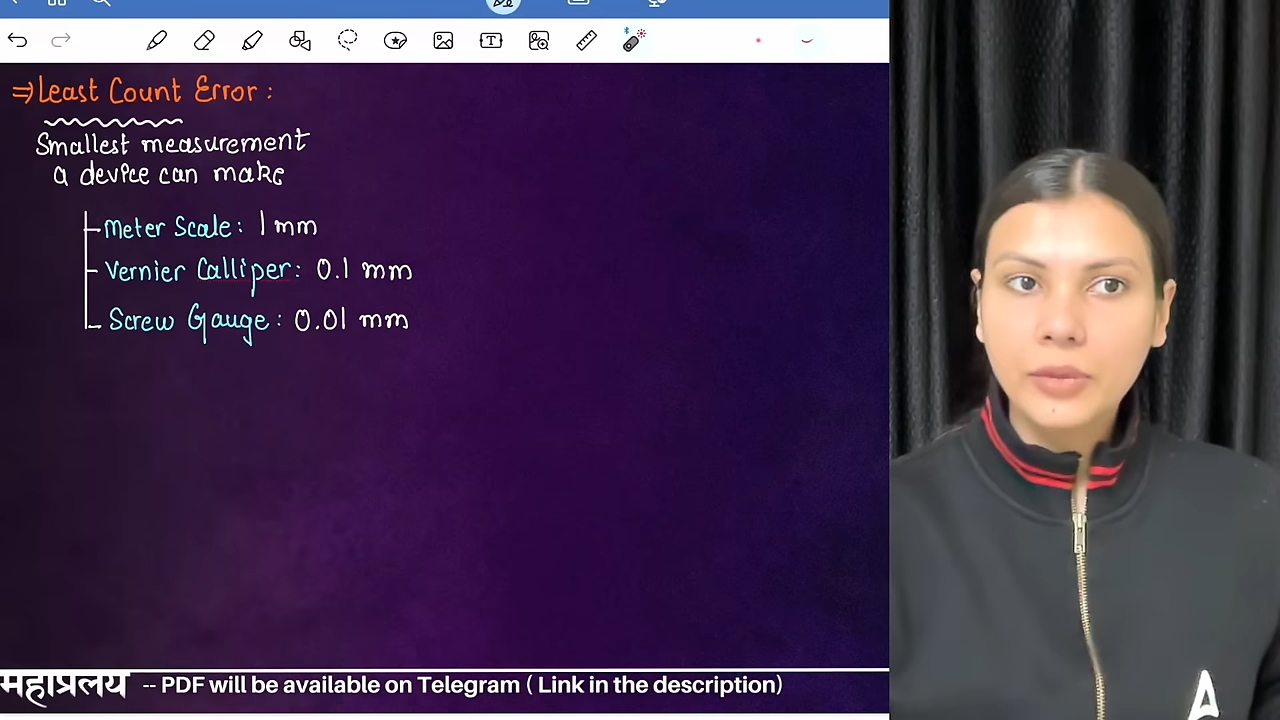 ⇒ Least Count Error :
Smallest measurement
a device can make
Meter Scale : 1 mm
Vernier Calliper : 0.1 mm
Screw Gauge : 0.01 mm
महाप्रलय -- PDF will be available on Telegram ( Link in the description)